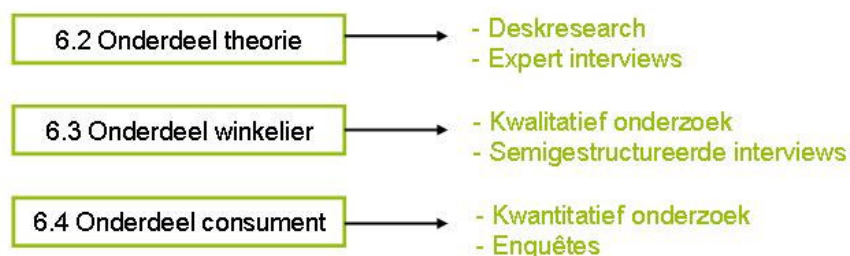 6.2 Onderdeel theorie
- Deskresearch
- Expert interviews
6.3 Onderdeel winkelier
- Kwalitatief onderzoek
- Semigestructureerde interviews
6.4 Onderdeel consument
- Kwantitatief onderzoek
- Enquêtes